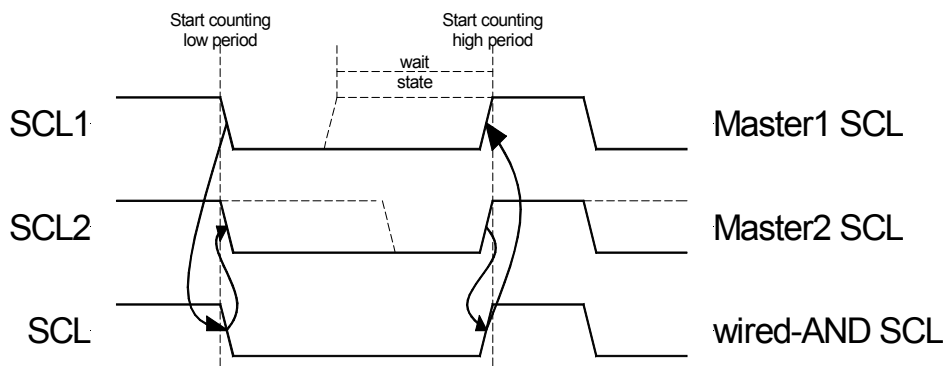 Start counting
low period
Start counting
high period
wait
state
SCL1
Master1 SCL
SCL2
Master2 SCL
SCL
wired-AND SCL